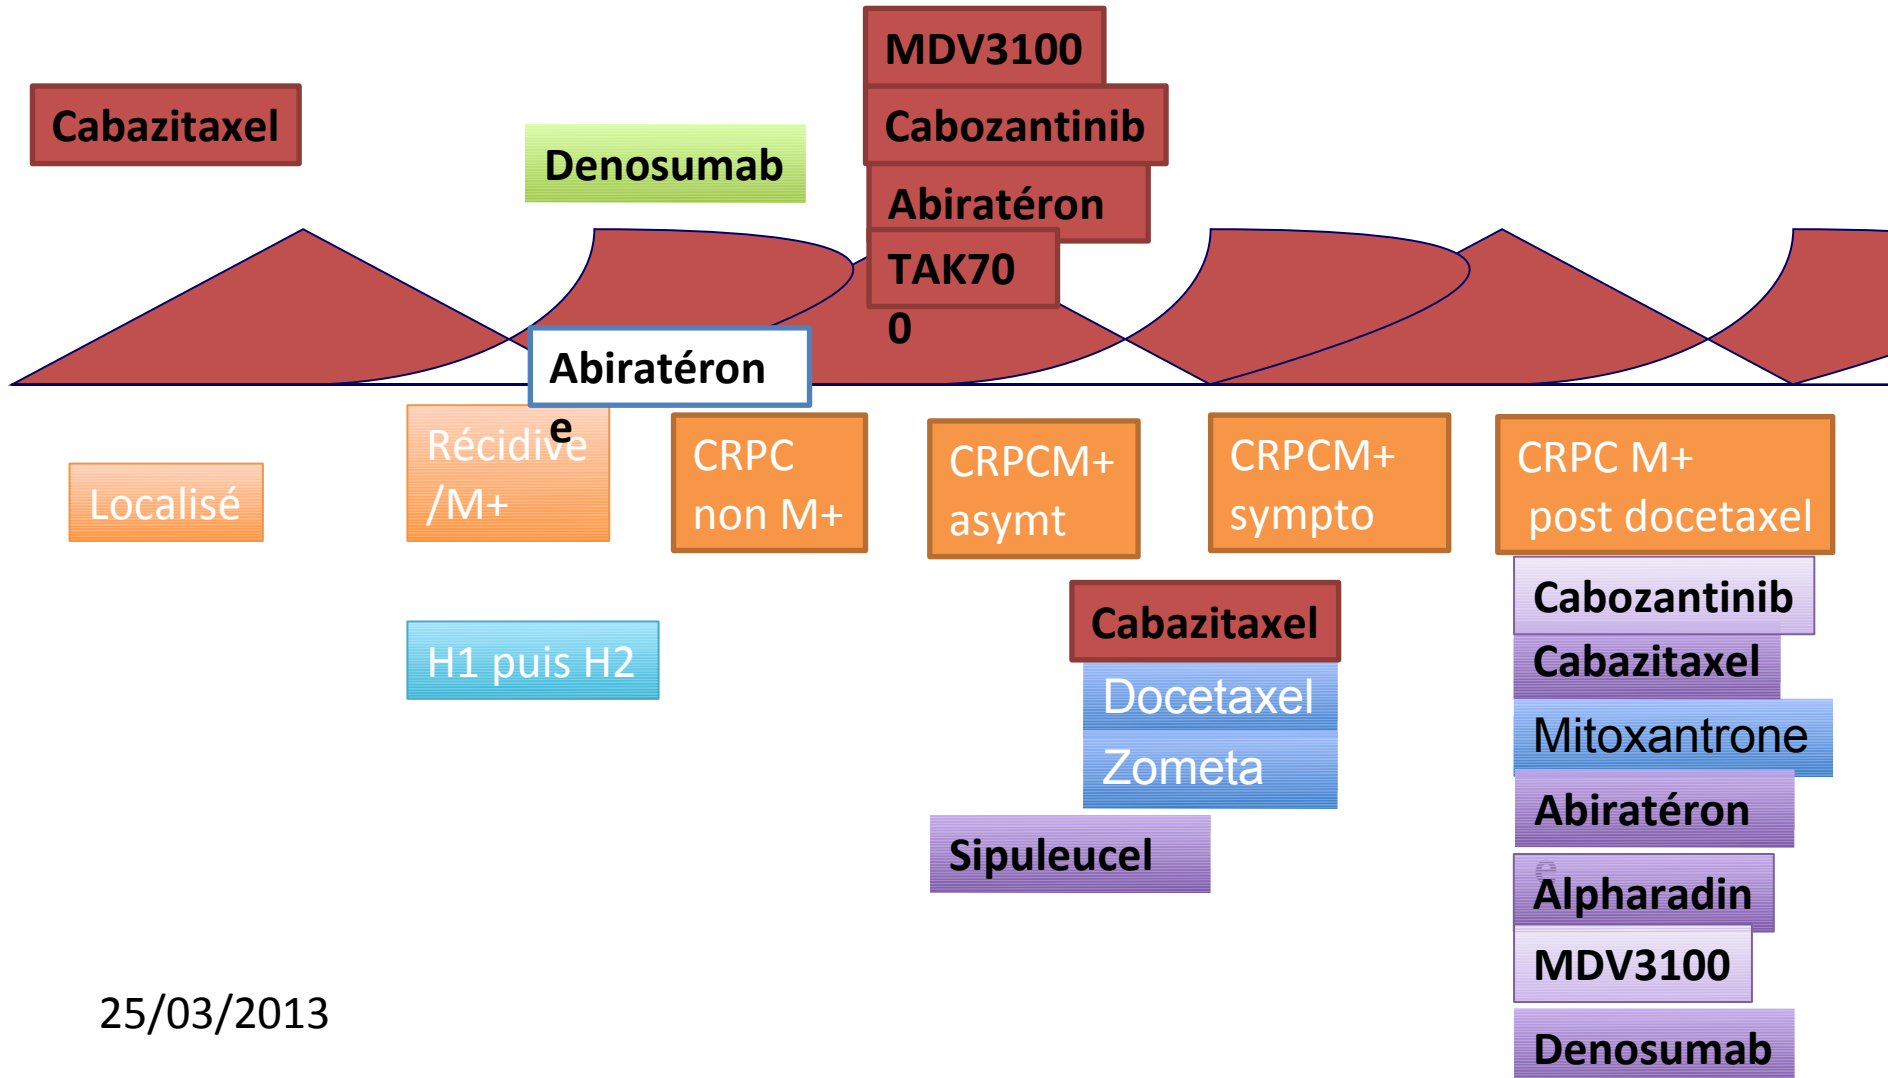 MDV3100
Cabazitaxel
Cabozantinib
Denosumab
Abiratéron
TAK70
0
Abiratéron
e
Localisé
Récidive
/M+
CRPC
non M+
CRPCM+
asymt
CRPCM+
sympto
CRPC M+
post docetaxel
H1 puis H2
Cabazitaxel
Docetaxel
Zometa
Sipuleucel
Cabozantinib
Cabazitaxel
Mitoxantrone
Abiratéron
e
Alpharadin
MDV3100
Denosumab
25/03/2013